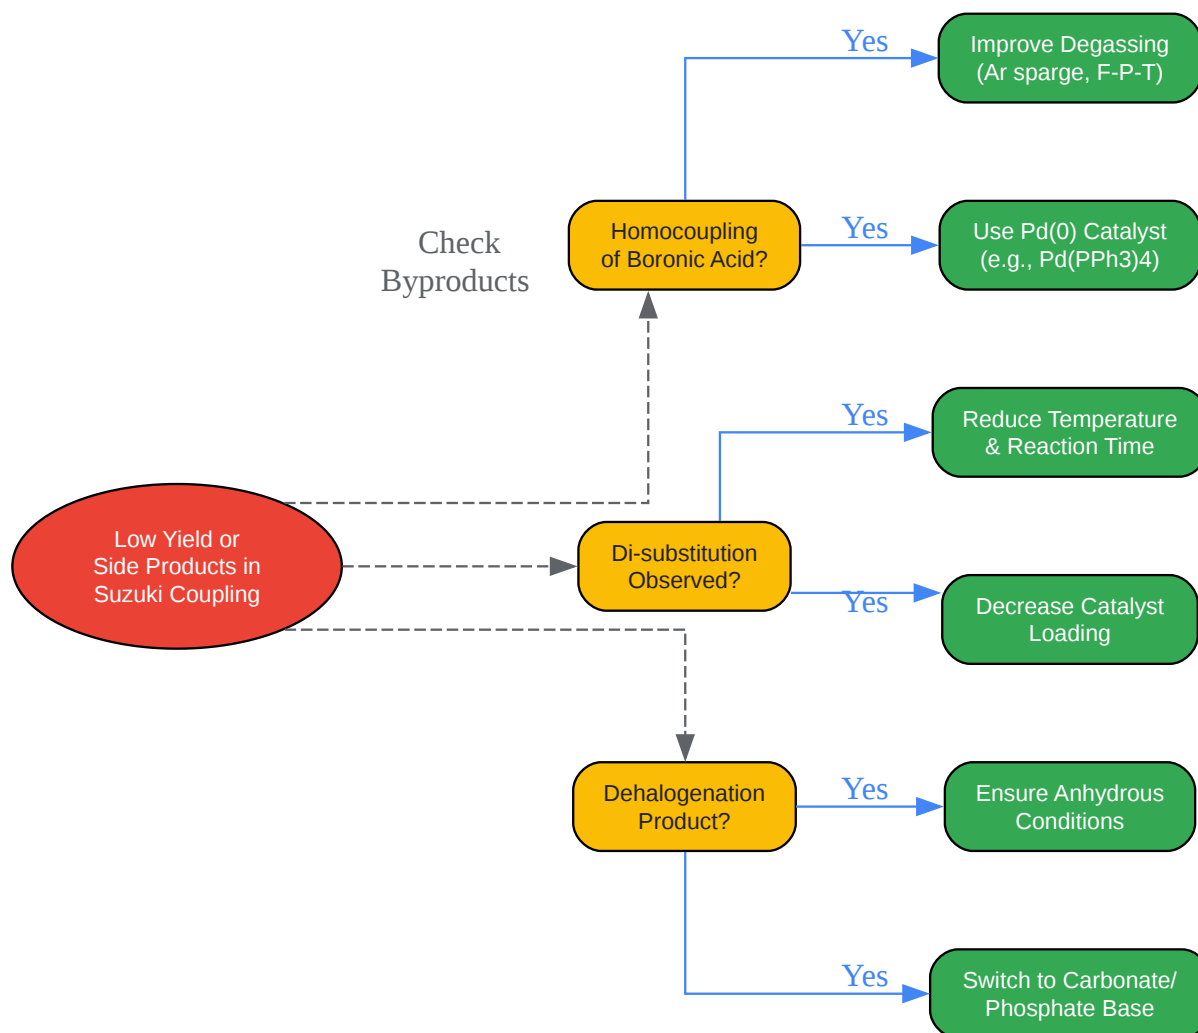 Yes
Improve Degassing
(Ar sparge, F-P-T)
Check
Byproducts
Homocoupling
of Boronic Acid?
Yes
Use Pd(0) Catalyst
(e.g., Pd(PPh3)4)
Yes
Reduce Temperature
& Reaction Time
Low Yield or
Side Products in
Suzuki Coupling
Di-substitution
Observed?
Yes
Decrease Catalyst
Loading
Dehalogenation
Product?
Yes
Ensure Anhydrous
Conditions
Yes
Switch to Carbonate/
Phosphate Base